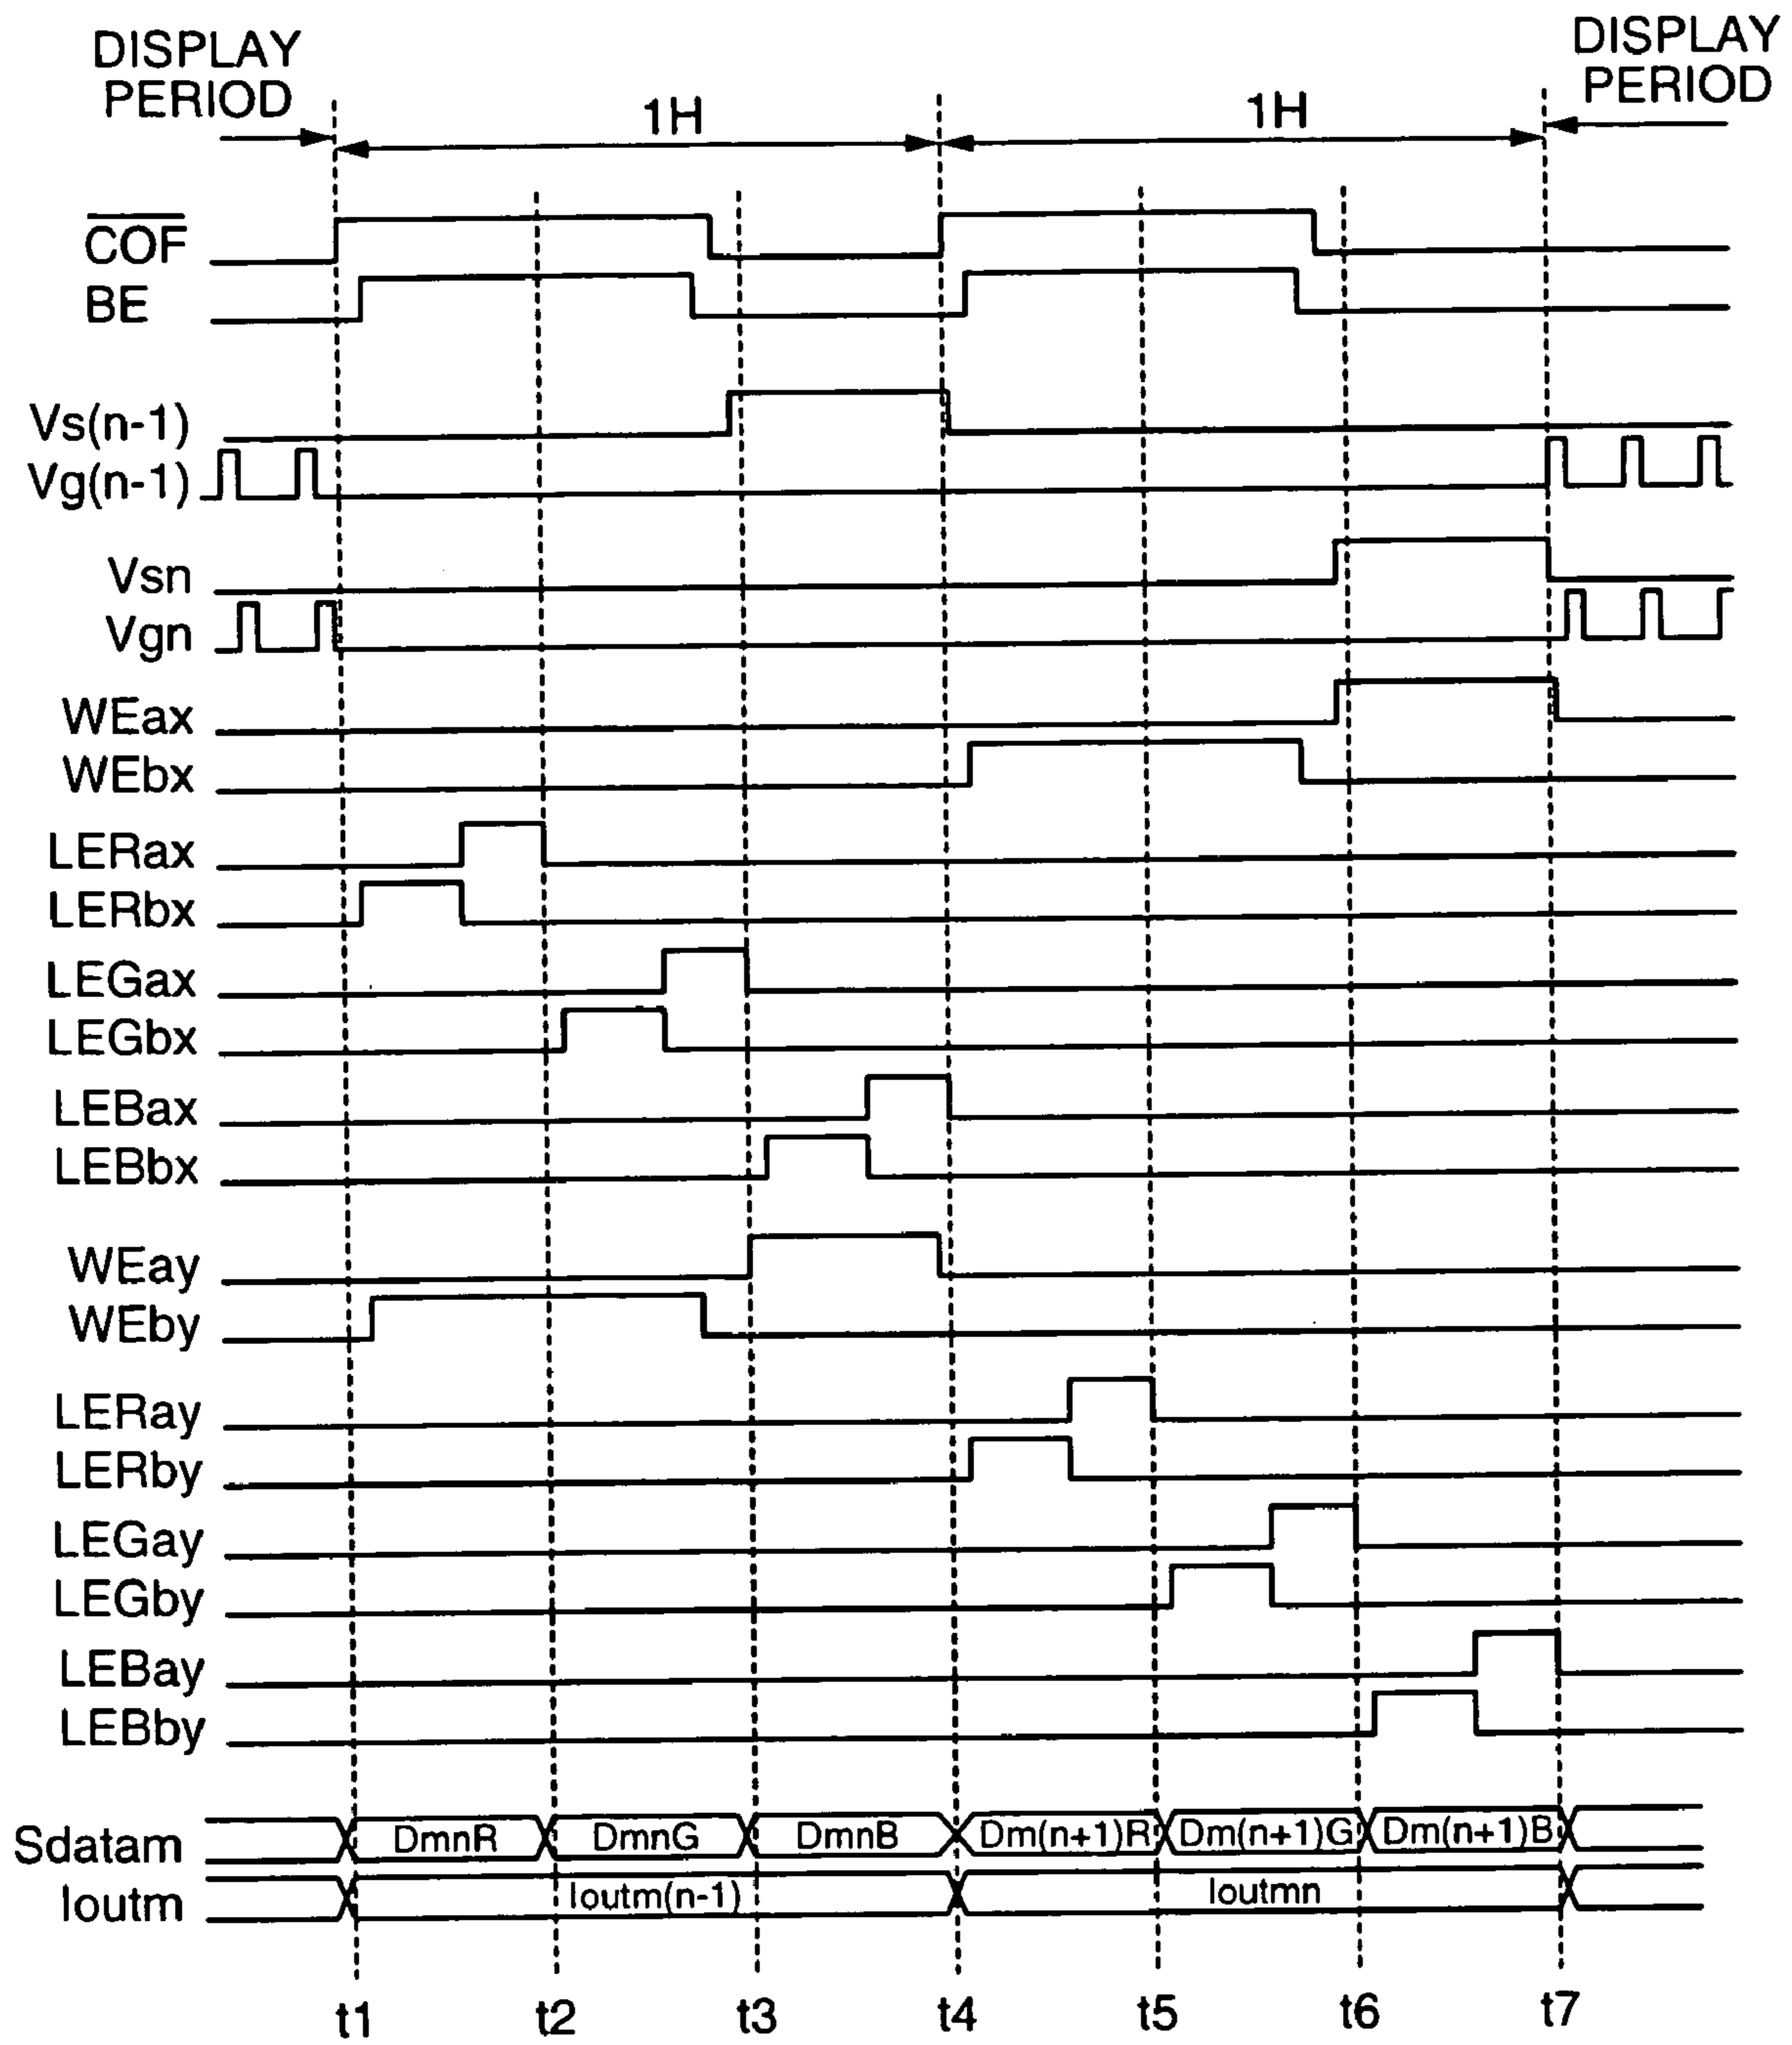 DISPLAY
PERIOD
1H
1H
DISPLAY
PERIOD
COF
BE
Vs(n-1)
Vg(n-1)
Vsn
Vgn
WEax
WEbx
LERax
LERbx
LEGax
LEGbx
LEBax
LEBbx
WEay
WEby
LERay
LERby
LEGay
LEGby
LEBay
LEBby
Sdatam DmnR DmnG DmnB Dm(n+1)R Dm(n+1)G Dm(n+1)B
Ioutm Ioutm(n-1) Ioutmn
t1 t2 t3 t4 t5 t6 t7